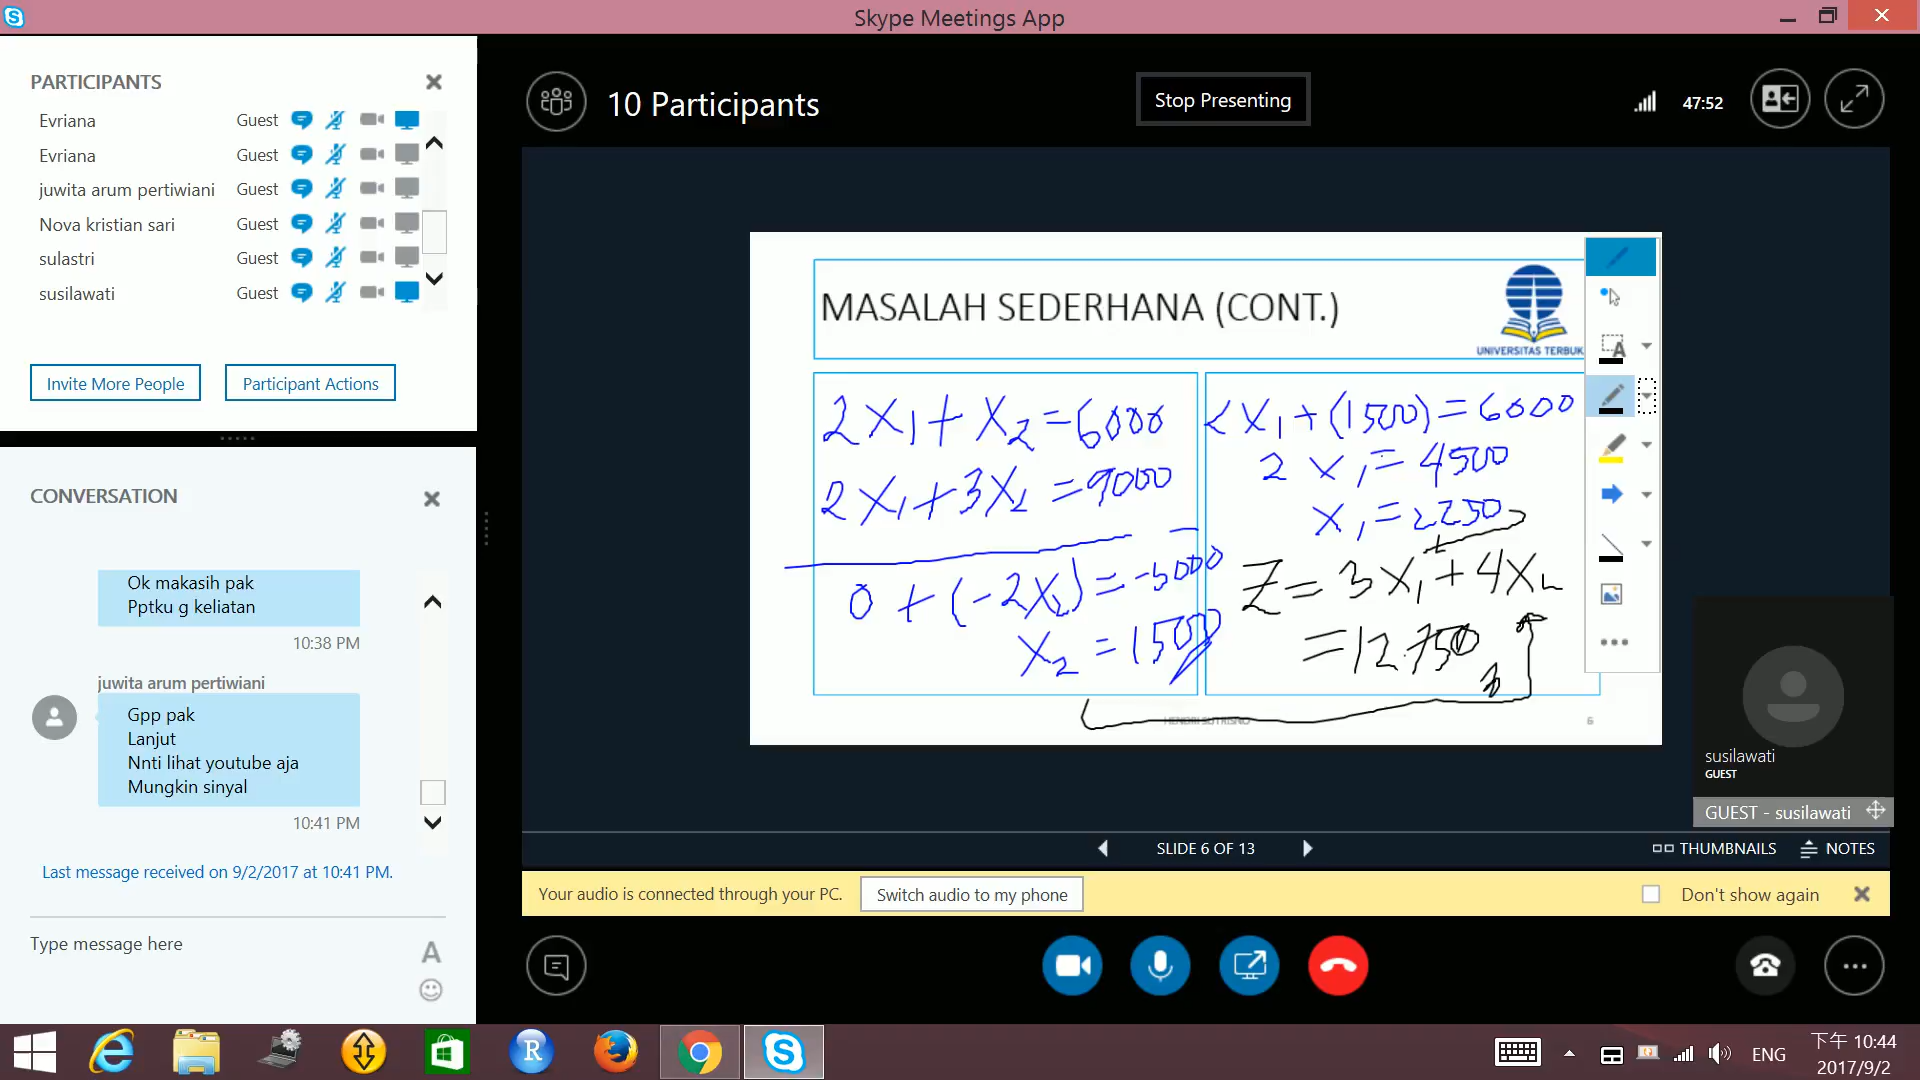 Skype Meetings App
PARTICIPANTS
Evriana Guest
Evriana Guest
juwita arum pertiwiani Guest
Nova kristian sari Guest
sulastri Guest
susilawati Guest
Invite More People
Participant Actions
CONVERSATION
Ok makasih pak
Pptku g keliatan
10:38 PM
juwita arum pertiwiani
Gpp pak
Lanjut
Nnti lihat youtube aja
Mungkin sinyal
10:41 PM
Last message received on 9/2/2017 at 10:41 PM.
Type message here
10 Participants
Stop Presenting
47:52
MASALAH SEDERHANA (CONT.)
UNIVERSITAS TERBUK
2X₁ + X₂ = 6000
2X₁ + 3X₂ = 9000
0 + (-2X₂) = -3000
X₂ = 1500
2X₁ + (1500) = 6000
2X₁ = 4500
X₁ = 2250
Z = 3X₁ + 4X₂
= 12.750
HENDRI SUTRISNO
6
susilawati
GUEST
GUEST - susilawati
SLIDE 6 OF 13
THUMBNAILS
NOTES
Your audio is connected through your PC.
Switch audio to my phone
Don't show again
ENG
下午 10:44
2017/9/2